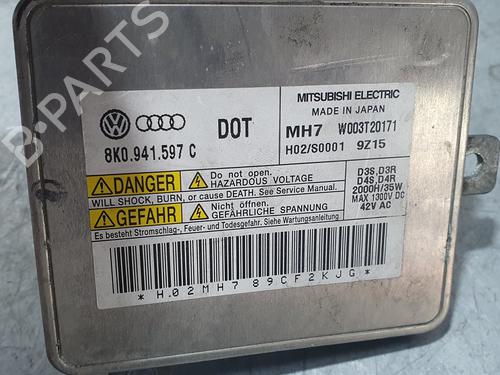 B-PARTS
8K0.941.597 C
DOT
MITSUBISHI ELECTRIC
MADE IN JAPAN
MH7 W003T20171
H02/S0001 9Z15
DANGER Do not open.
HAZARDOUS VOLTAGE
WILL SHOCK, BURN, or cause DEATH. See Service Manual.
GEFAHR Nicht öffnen.
GEFÄHRLICHE SPANNUNG
Es besteht Stromschlag-, Feuer- und Todesgefahr. Siehe Wartungsanleitung
D3S,D3R
D4S,D4R
2000H/35W
MAX 1300V DC
42V AC
*H.02MH7 89CF2KJG*